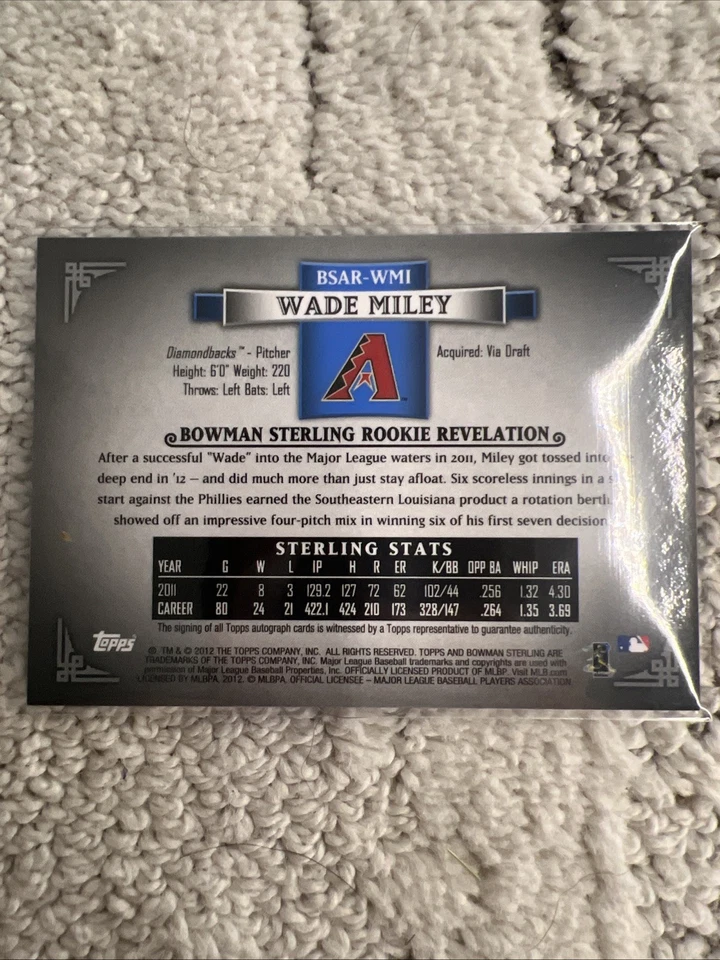 BSAR-WMI
WADE MILEY
Diamondbacks™ - Pitcher
Height: 6'0" Weight: 220
Throws: Left Bats: Left
Acquired: Via Draft
BOWMAN STERLING ROOKIE REVELATION
After a successful "Wade" into the Major League waters in 2011, Miley got tossed into
deep end in '12 – and did much more than just stay afloat. Six scoreless innings in a
start against the Phillies earned the Southeastern Louisiana product a rotation
showed off an impressive four-pitch mix in winning six of his first seven
STERLING STATS
YEAR G W L IP H R ER K/BB OPP BA WHIP ERA
2011 22 8 3 129.2 127 72 62 102/44 .256 1.32 4.30
CAREER 80 24 21 422.1 424 210 173 328/147 .264 1.35 3.69
The signing of all Topps autograph cards is witnessed by a Topps representative to guarantee authenticity.
topps
®, TM & © 2012 THE TOPPS COMPANY, INC. ALL RIGHTS RESERVED. TOPPS AND BOWMAN STERLING ARE
TRADEMARKS OF THE TOPPS COMPANY, INC. Major League Baseball trademarks and copyrights are used with
permission of Major League Baseball Properties, Inc. OFFICIALLY LICENSED PRODUCT OF MLBP. Visit MLB.com
LICENSED BY MLBPA. 2012. © MLBPA. OFFICIAL LICENSEE – MAJOR LEAGUE BASEBALL PLAYERS ASSOCIATION.